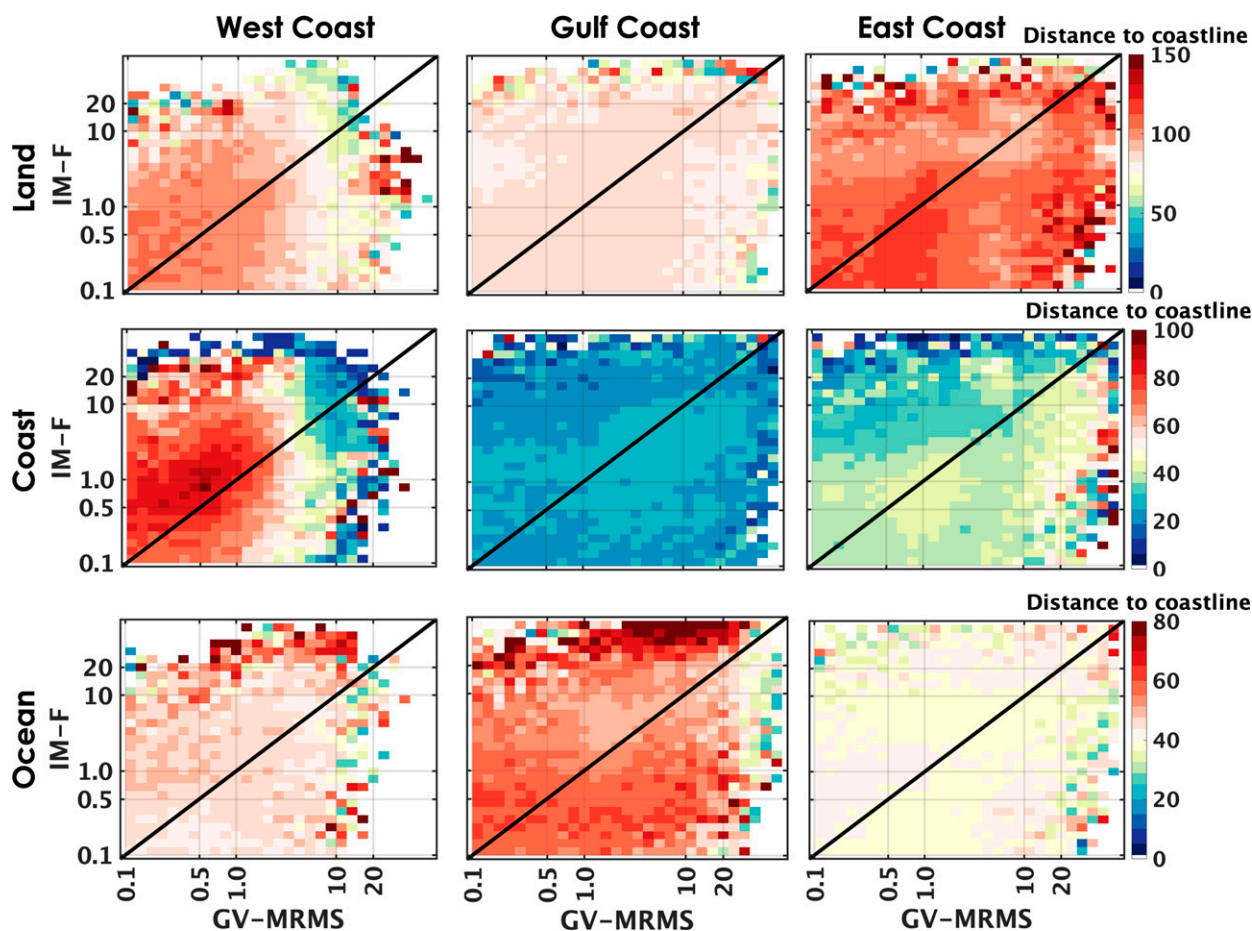 West Coast
Gulf Coast
East Coast
Distance to coastline
Land
IM-F
20
10
1.0
0.5
0.1
150
100
50
0
Distance to coastline
Coast
IM-F
20
10
1.0
0.5
0.1
100
80
60
40
20
0
Distance to coastline
Ocean
IM-F
20
10
1.0
0.5
0.1
80
60
40
20
0
0.1 0.5 1.0 10 20
GV-MRMS
0.1 0.5 1.0 10 20
GV-MRMS
0.1 0.5 1.0 10 20
GV-MRMS